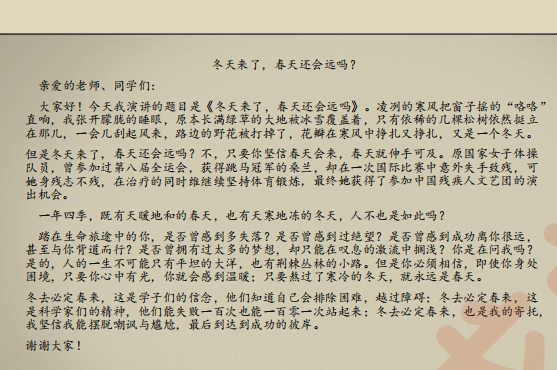 冬天来了，春天还会远吗？
亲爱的老师、同学们：
大家好！今天我演讲的题目是《冬天来了，春天还会远吗》。凌冽的寒风把窗子摇的“咯咯”
直响，我张开朦胧的睡眼，原本长满绿草的大地被冰雪覆盖着，只有依稀的几棵松树依然挺立
在那儿，一会儿刮起风来，路边的野花被打掉了，花瓣在寒风中挣扎又挣扎，又是一个冬天。
但是冬天来了，春天还会远吗？不，只要你坚信春天会来，春天就伸手可及。原国家女子体操
队员，曾参加过第八届全运会，获得跳马冠军的桑兰，却在一次国际比赛中意外失手致残，可
她身残志不残，在治疗的同时维继续坚持体育锻炼，最终她获得了参加中国残疾人文艺团的演
出机会。
一年四季，既有天暖地和的春天，也有天寒地冻的冬天，人不也是如此吗？
踏在生命旅途中的你，是否曾感到多失落？是否曾感到过绝望？是否曾感到成功离你很远，
甚至与你背道而行？是否曾拥有过太多的梦想，却只能在叹息的激流中搁浅？你是在问我吗？
是的，人的一生不可能只有平坦的大洋，也有荆棘丛林的小路。但是你必须相信，即使你身处
困境，只要你心中有光，你就会感到温暖；只要熬过了寒冷的冬天，就永远是春天。
冬去必定春来，这是学子们的信念，他们知道自己会排除困难，越过障碍；冬去必定春来，这
是科学家们的精神，他们能失败一百次也能一百零一次站起来；冬去必定春来，也是我的寄托，
我坚信我能摆脱嘲讽与尴尬，最后到达到成功的彼岸。
谢谢大家！